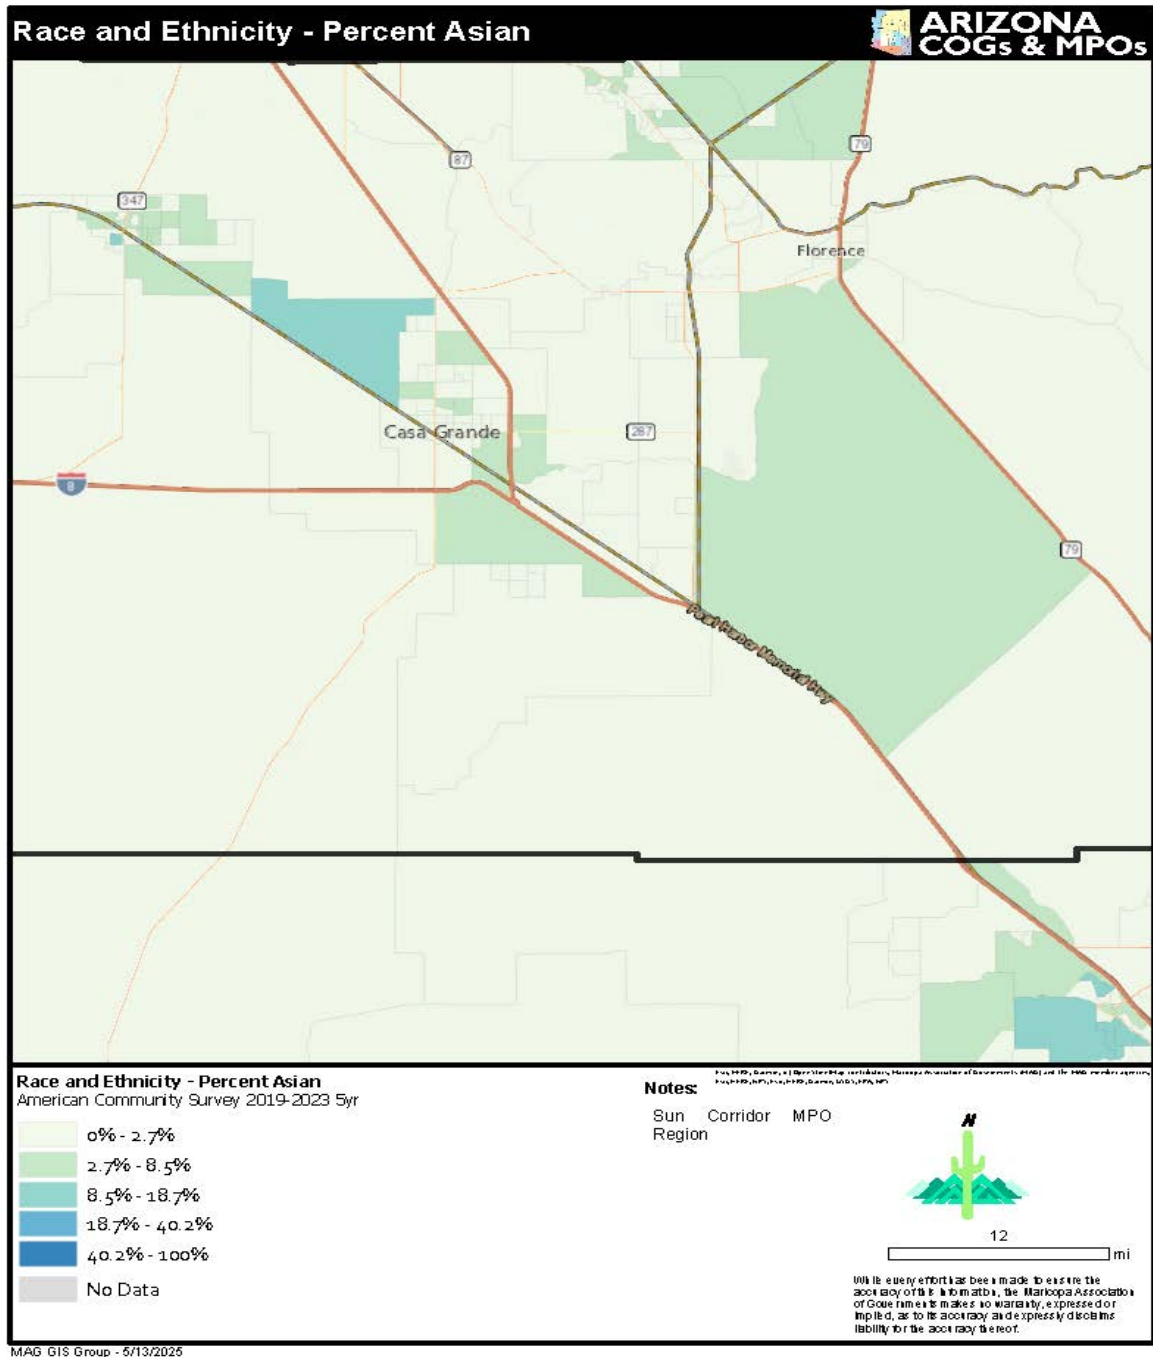 Race and Ethnicity - Percent Asian
ARIZONA
COGs & MPOs
87
79
347
Florence
Casa Grande
287
8
79
Pearl Harbor Memorial Hwy
Race and Ethnicity - Percent Asian
American Community Survey 2019-2023 5yr
0% - 2.7%
2.7% - 8.5%
8.5% - 18.7%
18.7% - 40.2%
40.2% - 100%
No Data
Notes:
Sun Corridor MPO
Region
N
12
mi
While every effort has been made to ensure the
accuracy of this information, the Maricopa Association
of Governments makes no warranty, expressed or
implied, as to its accuracy and expressly disclaims
liability for the accuracy thereof.
MAG GIS Group - 5/13/2025